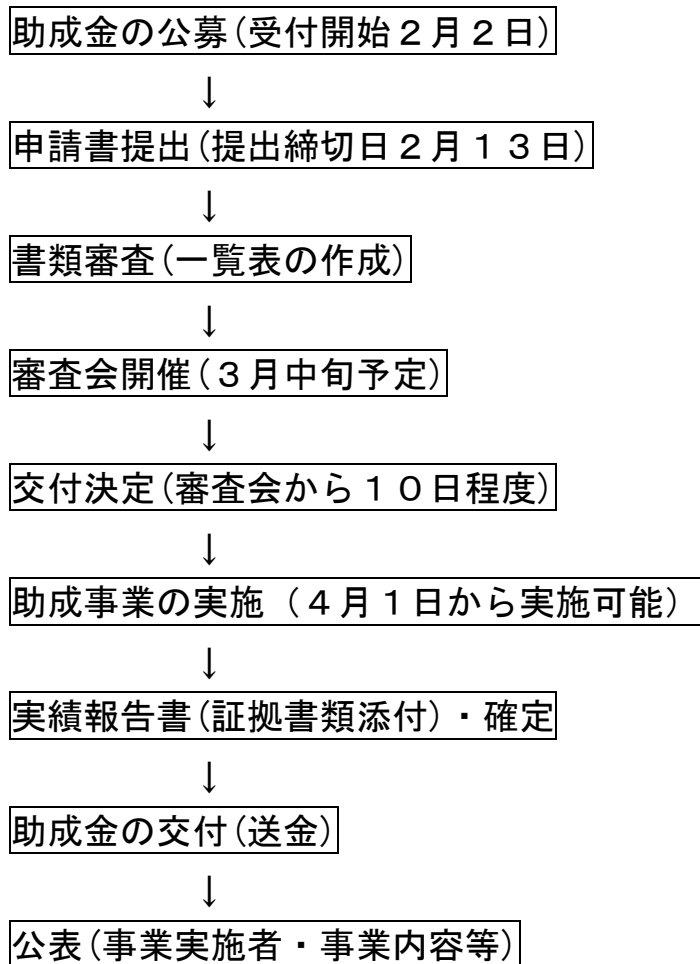 助成金の公募(受付開始２月２日)
↓
申請書提出(提出締切日２月１３日)
↓
書類審査(一覧表の作成)
↓
審査会開催(３月中旬予定)
↓
交付決定(審査会から１０日程度)
↓
助成事業の実施（４月１日から実施可能）
↓
実績報告書(証拠書類添付)・確定
↓
助成金の交付(送金)
↓
公表(事業実施者・事業内容等)